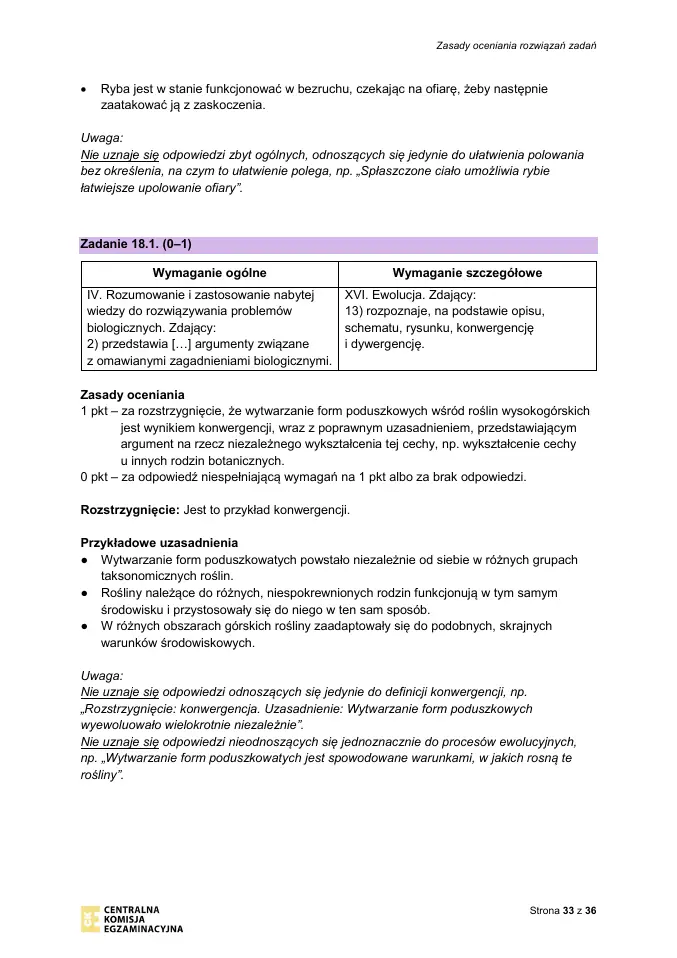 Zasady oceniania rozwiązań zadań
• Ryba jest w stanie funkcjonować w bezruchu, czekając na ofiarę, żeby następnie
zaatakować ją z zaskoczenia.
Uwaga:
Nie uznaje się odpowiedzi zbyt ogólnych, odnoszących się jedynie do ułatwienia polowania
bez określenia, na czym to ułatwienie polega, np. „Spłaszczone ciało umożliwia rybie
łatwiejsze upolowanie ofiary”.
Zadanie 18.1. (0–1)
Wymaganie ogólne
Wymaganie szczegółowe
IV. Rozumowanie i zastosowanie nabytej
wiedzy do rozwiązywania problemów
biologicznych. Zdający:
2) przedstawia […] argumenty związane
z omawianymi zagadnieniami biologicznymi.
XVI. Ewolucja. Zdający:
13) rozpoznaje, na podstawie opisu,
schematu, rysunku, konwergencję
i dywergencję.
Zasady oceniania
1 pkt – za rozstrzygnięcie, że wytwarzanie form poduszkowych wśród roślin wysokogórskich
jest wynikiem konwergencji, wraz z poprawnym uzasadnieniem, przedstawiającym
argument na rzecz niezależnego wykształcenia tej cechy, np. wykształcenie cechy
u innych rodzin botanicznych.
0 pkt – za odpowiedź niespełniającą wymagań na 1 pkt albo za brak odpowiedzi.
Rozstrzygnięcie: Jest to przykład konwergencji.
Przykładowe uzasadnienia
● Wytwarzanie form poduszkowatych powstało niezależnie od siebie w różnych grupach
taksonomicznych roślin.
● Rośliny należące do różnych, niespokrewnionych rodzin funkcjonują w tym samym
środowisku i przystosowały się do niego w ten sam sposób.
● W różnych obszarach górskich rośliny zaadaptowały się do podobnych, skrajnych
warunków środowiskowych.
Uwaga:
Nie uznaje się odpowiedzi odnoszących się jedynie do definicji konwergencji, np.
„Rozstrzygnięcie: konwergencja. Uzasadnienie: Wytwarzanie form poduszkowych
wyewoluowało wielokrotnie niezależnie”.
Nie uznaje się odpowiedzi nieodnoszących się jednoznacznie do procesów ewolucyjnych,
np. „Wytwarzanie form poduszkowatych jest spowodowane warunkami, w jakich rosną te
rośliny”.
CKE
CENTRALNA
KOMISJA
EGZAMINACYJNA
Strona 33 z 36